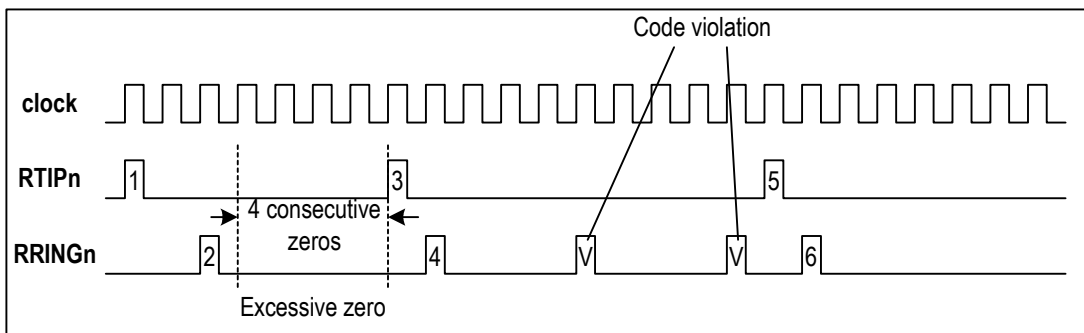 Code violation
clock
RTIPn
1
3
5
4 consecutive
zeros
RRINGn
2
4
V
V
6
Excessive zero